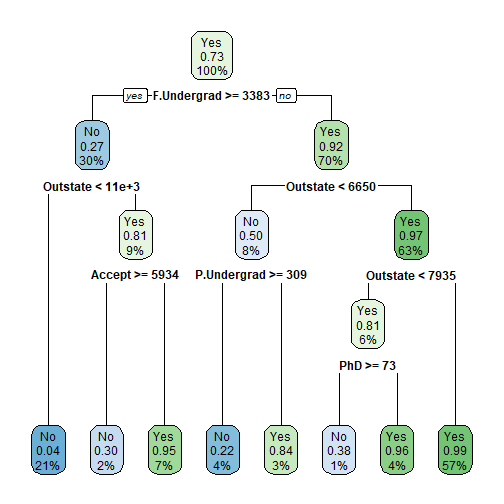 Yes
0.73
100%
yes F.Undergrad >= 3383 no
No
0.27
30%
Yes
0.92
70%
Outstate < 11e+3
Outstate < 6650
Yes
0.81
9%
No
0.50
8%
Yes
0.97
63%
Accept >= 5934
P.Undergrad >= 309
Outstate < 7935
Yes
0.81
6%
PhD >= 73
No
0.04
21%
No
0.30
2%
Yes
0.95
7%
No
0.22
4%
Yes
0.84
3%
No
0.38
1%
Yes
0.96
4%
Yes
0.99
57%